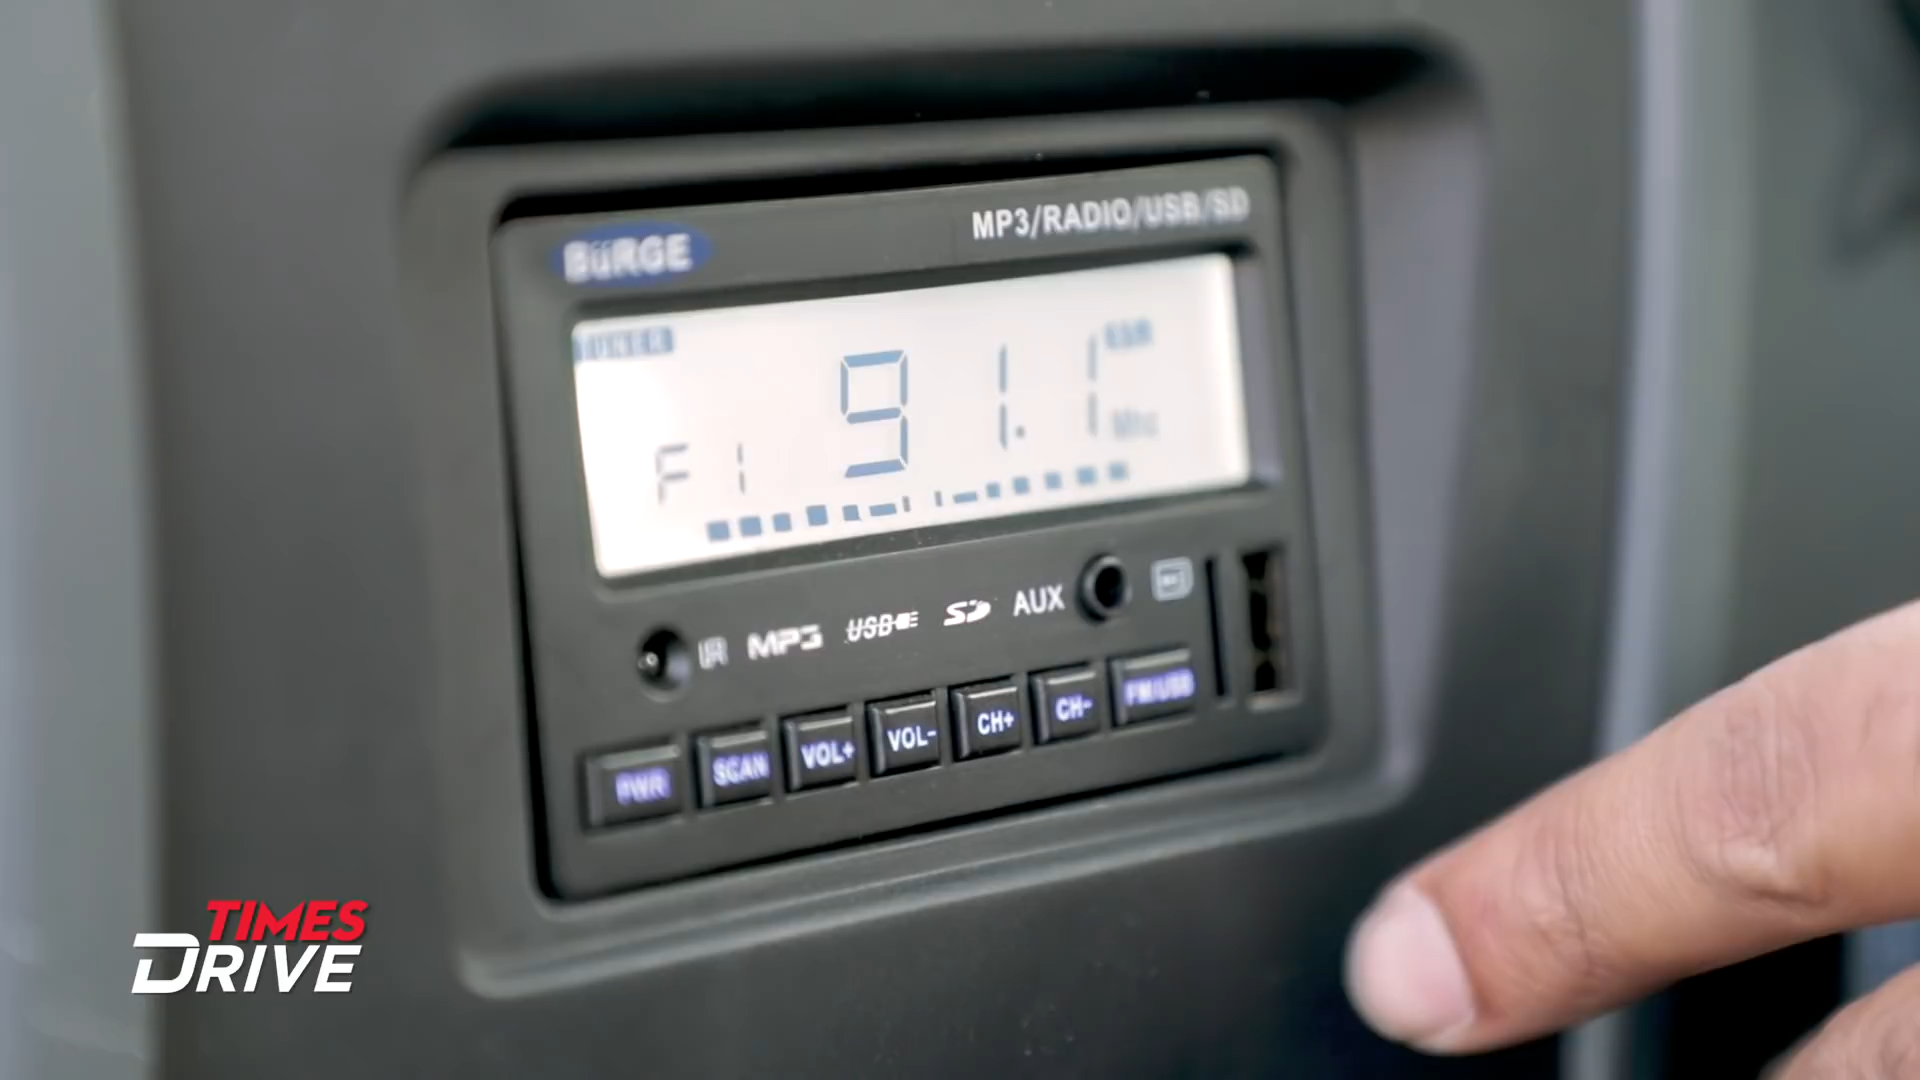 BüRGE
MP3/RADIO/USB/SD
TUNER
F1 91.1 Mhz
IR MP3 USB SD AUX
PWR SCAN VOL+ VOL- CH+ CH- FM/USB
TIMES
DRIVE